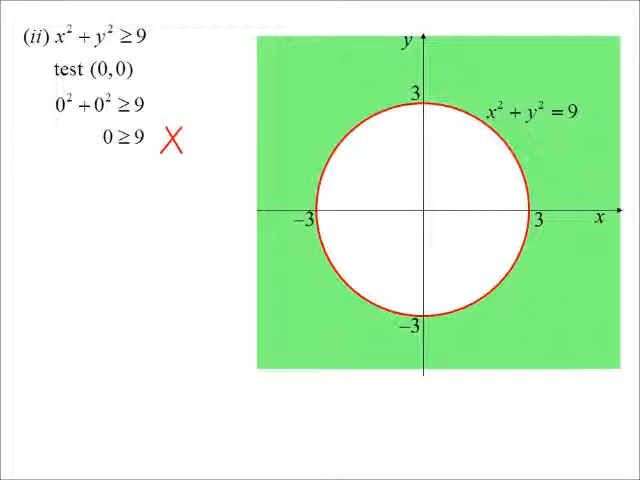 (ii) x² + y² ≥ 9
test (0,0)
0² + 0² ≥ 9
0 ≥ 9
y
3
x² + y² = 9
−3
3
x
−3